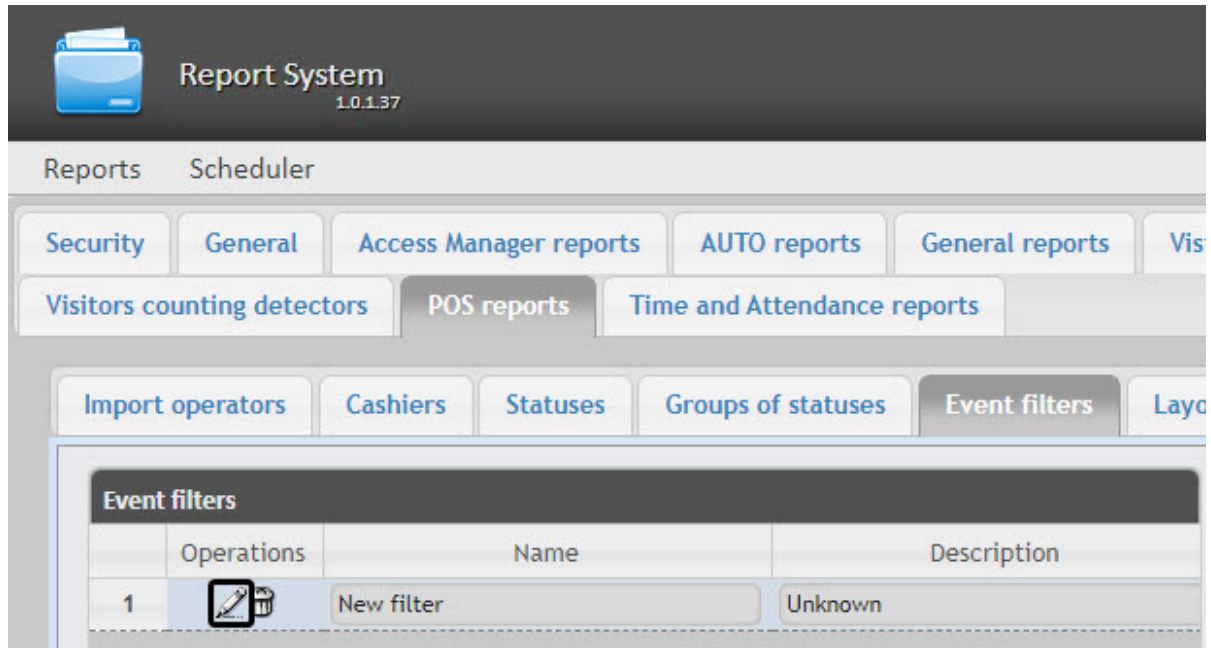 Report System
1.0.1.37
Reports Scheduler
Security General Access Manager reports AUTO reports General reports Vis
Visitors counting detectors POS reports Time and Attendance reports
Import operators Cashiers Statuses Groups of statuses Event filters Layo
Event filters
Operations Name Description
1 New filter Unknown